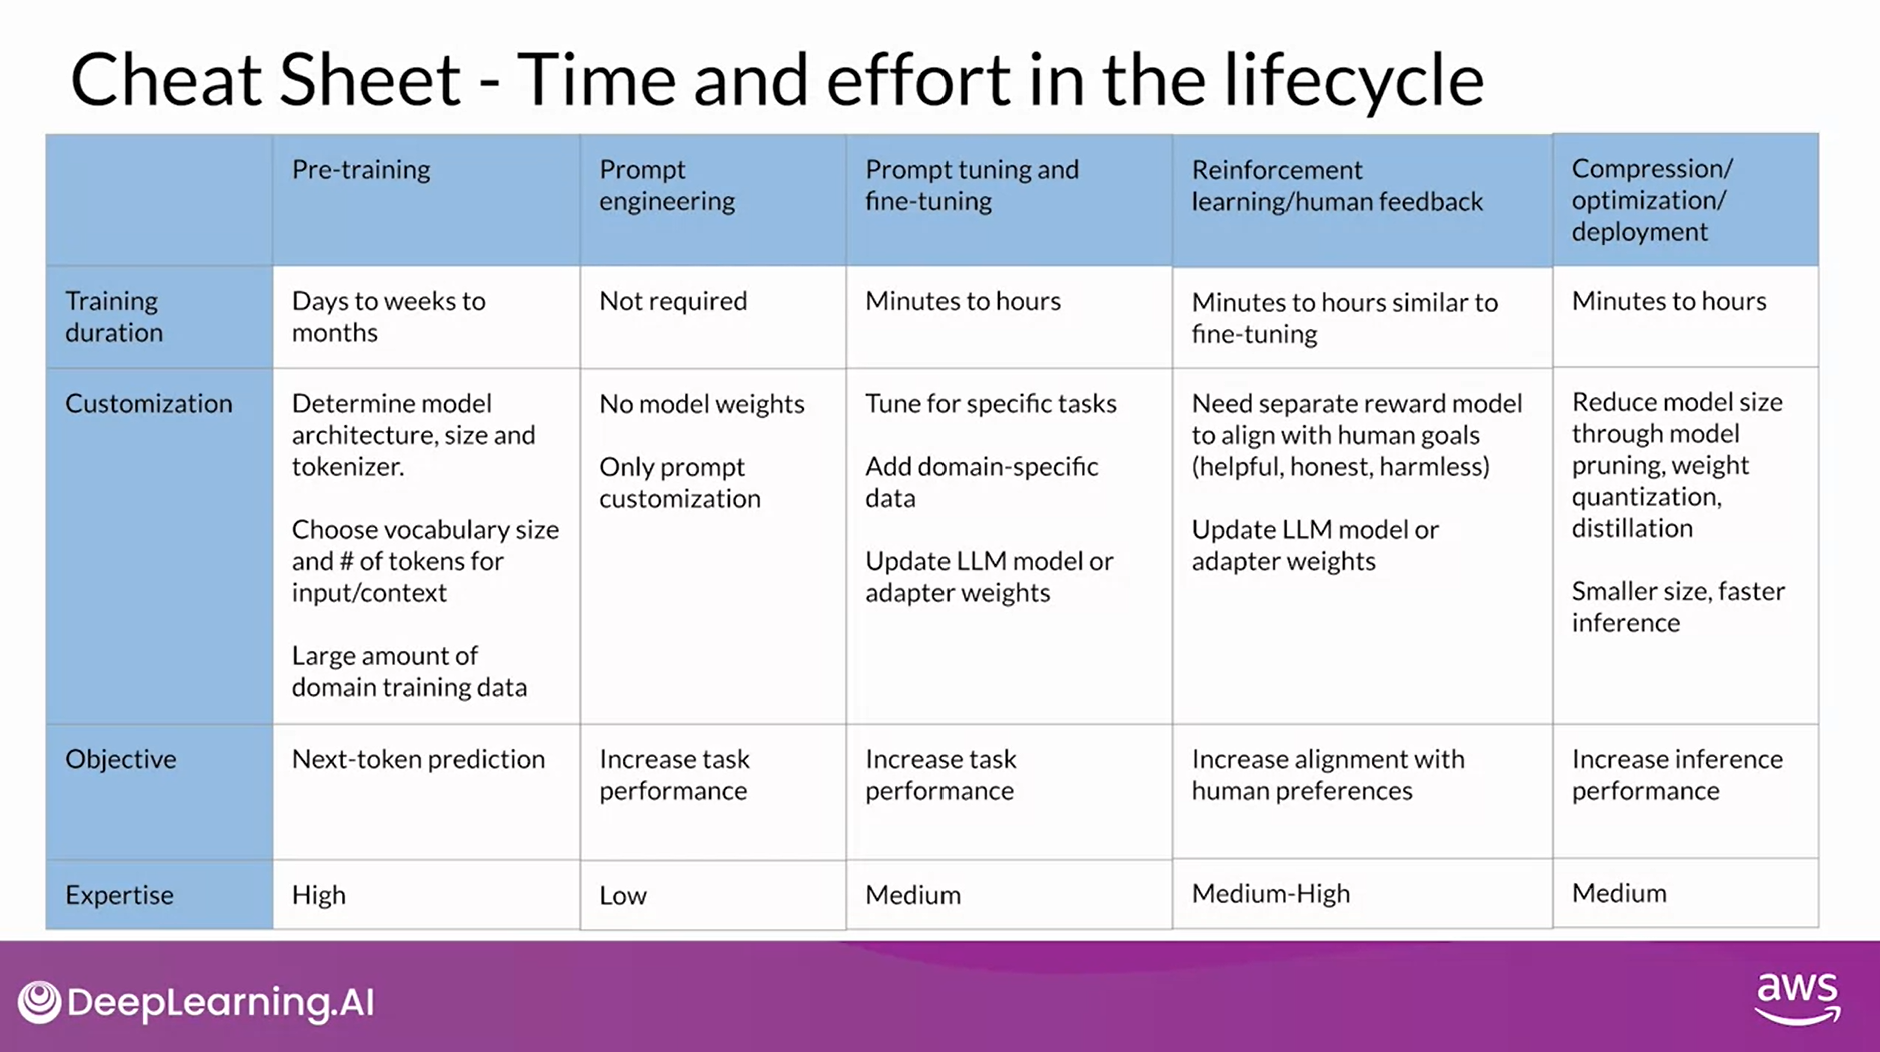 Cheat Sheet - Time and effort in the lifecycle
Pre-training
Prompt
engineering
Prompt tuning and
fine-tuning
Reinforcement
learning/human feedback
Compression/
optimization/
deployment
Training
duration
Days to weeks to
months
Not required
Minutes to hours
Minutes to hours similar to
fine-tuning
Minutes to hours
Customization
Determine model
architecture, size and
tokenizer.
Choose vocabulary size
and # of tokens for
input/context
Large amount of
domain training data
No model weights
Only prompt
customization
Tune for specific tasks
Add domain-specific
data
Update LLM model or
adapter weights
Need separate reward model
to align with human goals
(helpful, honest, harmless)
Update LLM model or
adapter weights
Reduce model size
through model
pruning, weight
quantization,
distillation
Smaller size, faster
inference
Objective
Next-token prediction
Increase task
performance
Increase task
performance
Increase alignment with
human preferences
Increase inference
performance
Expertise
High
Low
Medium
Medium-High
Medium
DeepLearning.AI
aws